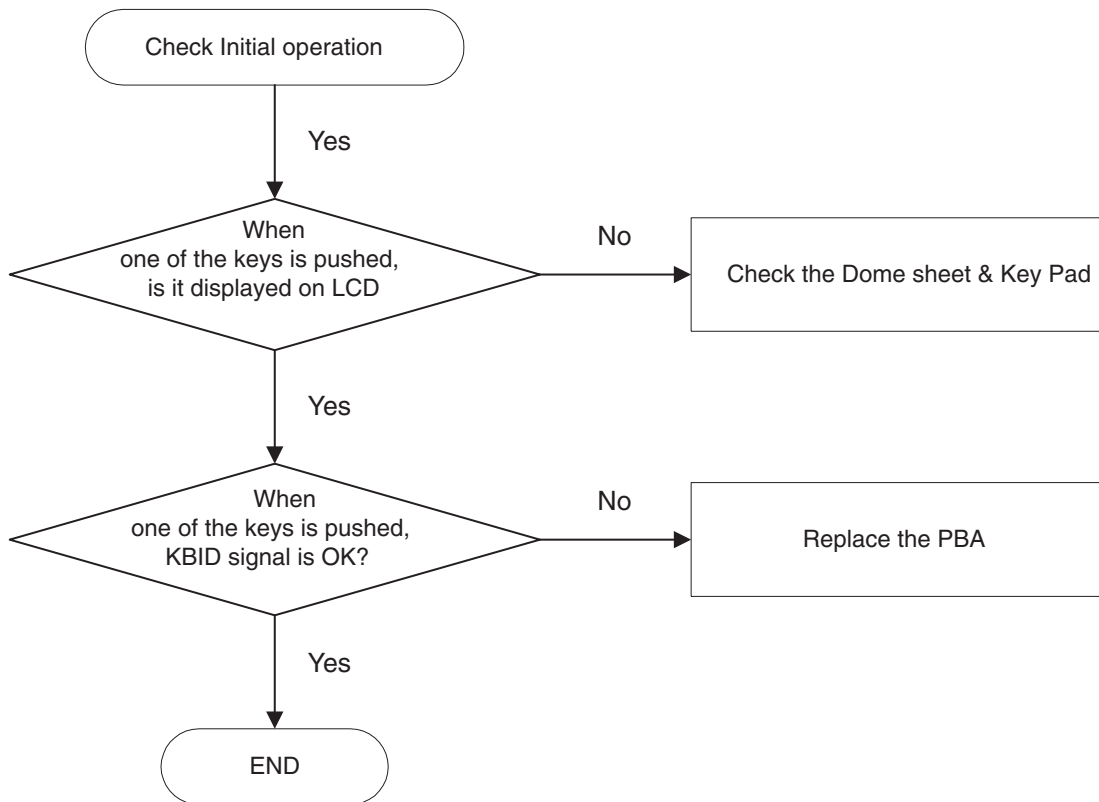 Check Initial operation
Yes
When
one of the keys is pushed,
is it displayed on LCD
No
Check the Dome sheet & Key Pad
Yes
When
one of the keys is pushed,
KBID signal is OK?
No
Replace the PBA
Yes
END